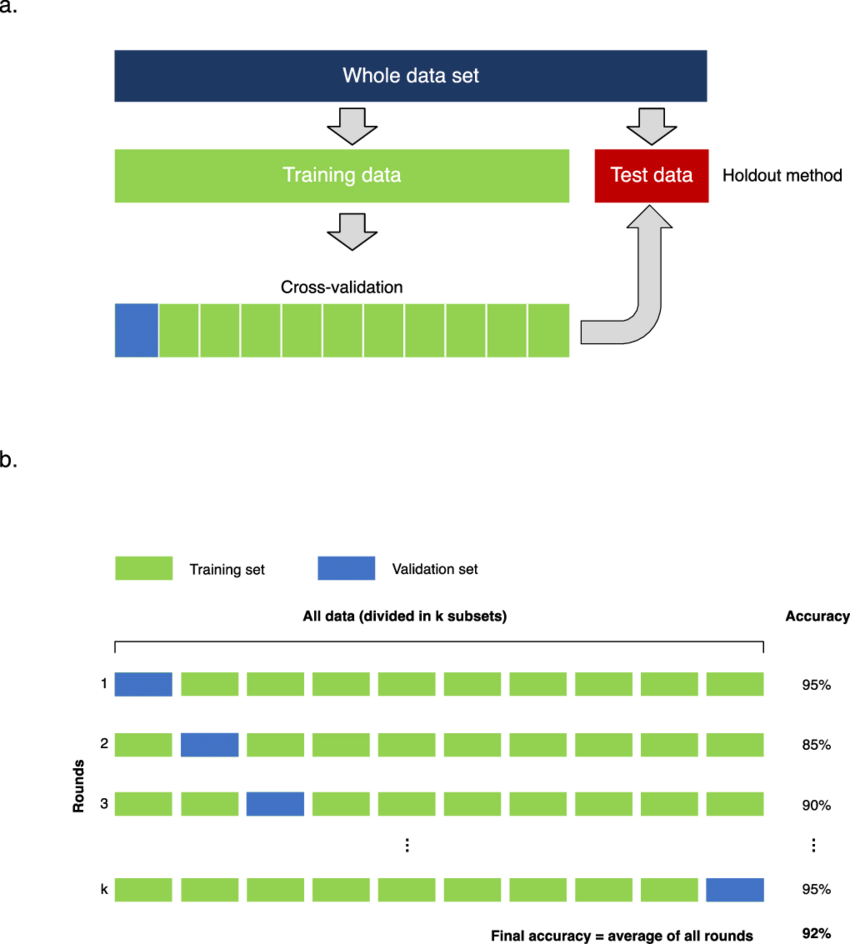 a.
Whole data set
Training data
Test data
Holdout method
Cross-validation
b.
Training set
Validation set
All data (divided in k subsets)
Accuracy
Rounds
1
95%
2
85%
3
90%
⋮
⋮
k
95%
Final accuracy = average of all rounds
92%